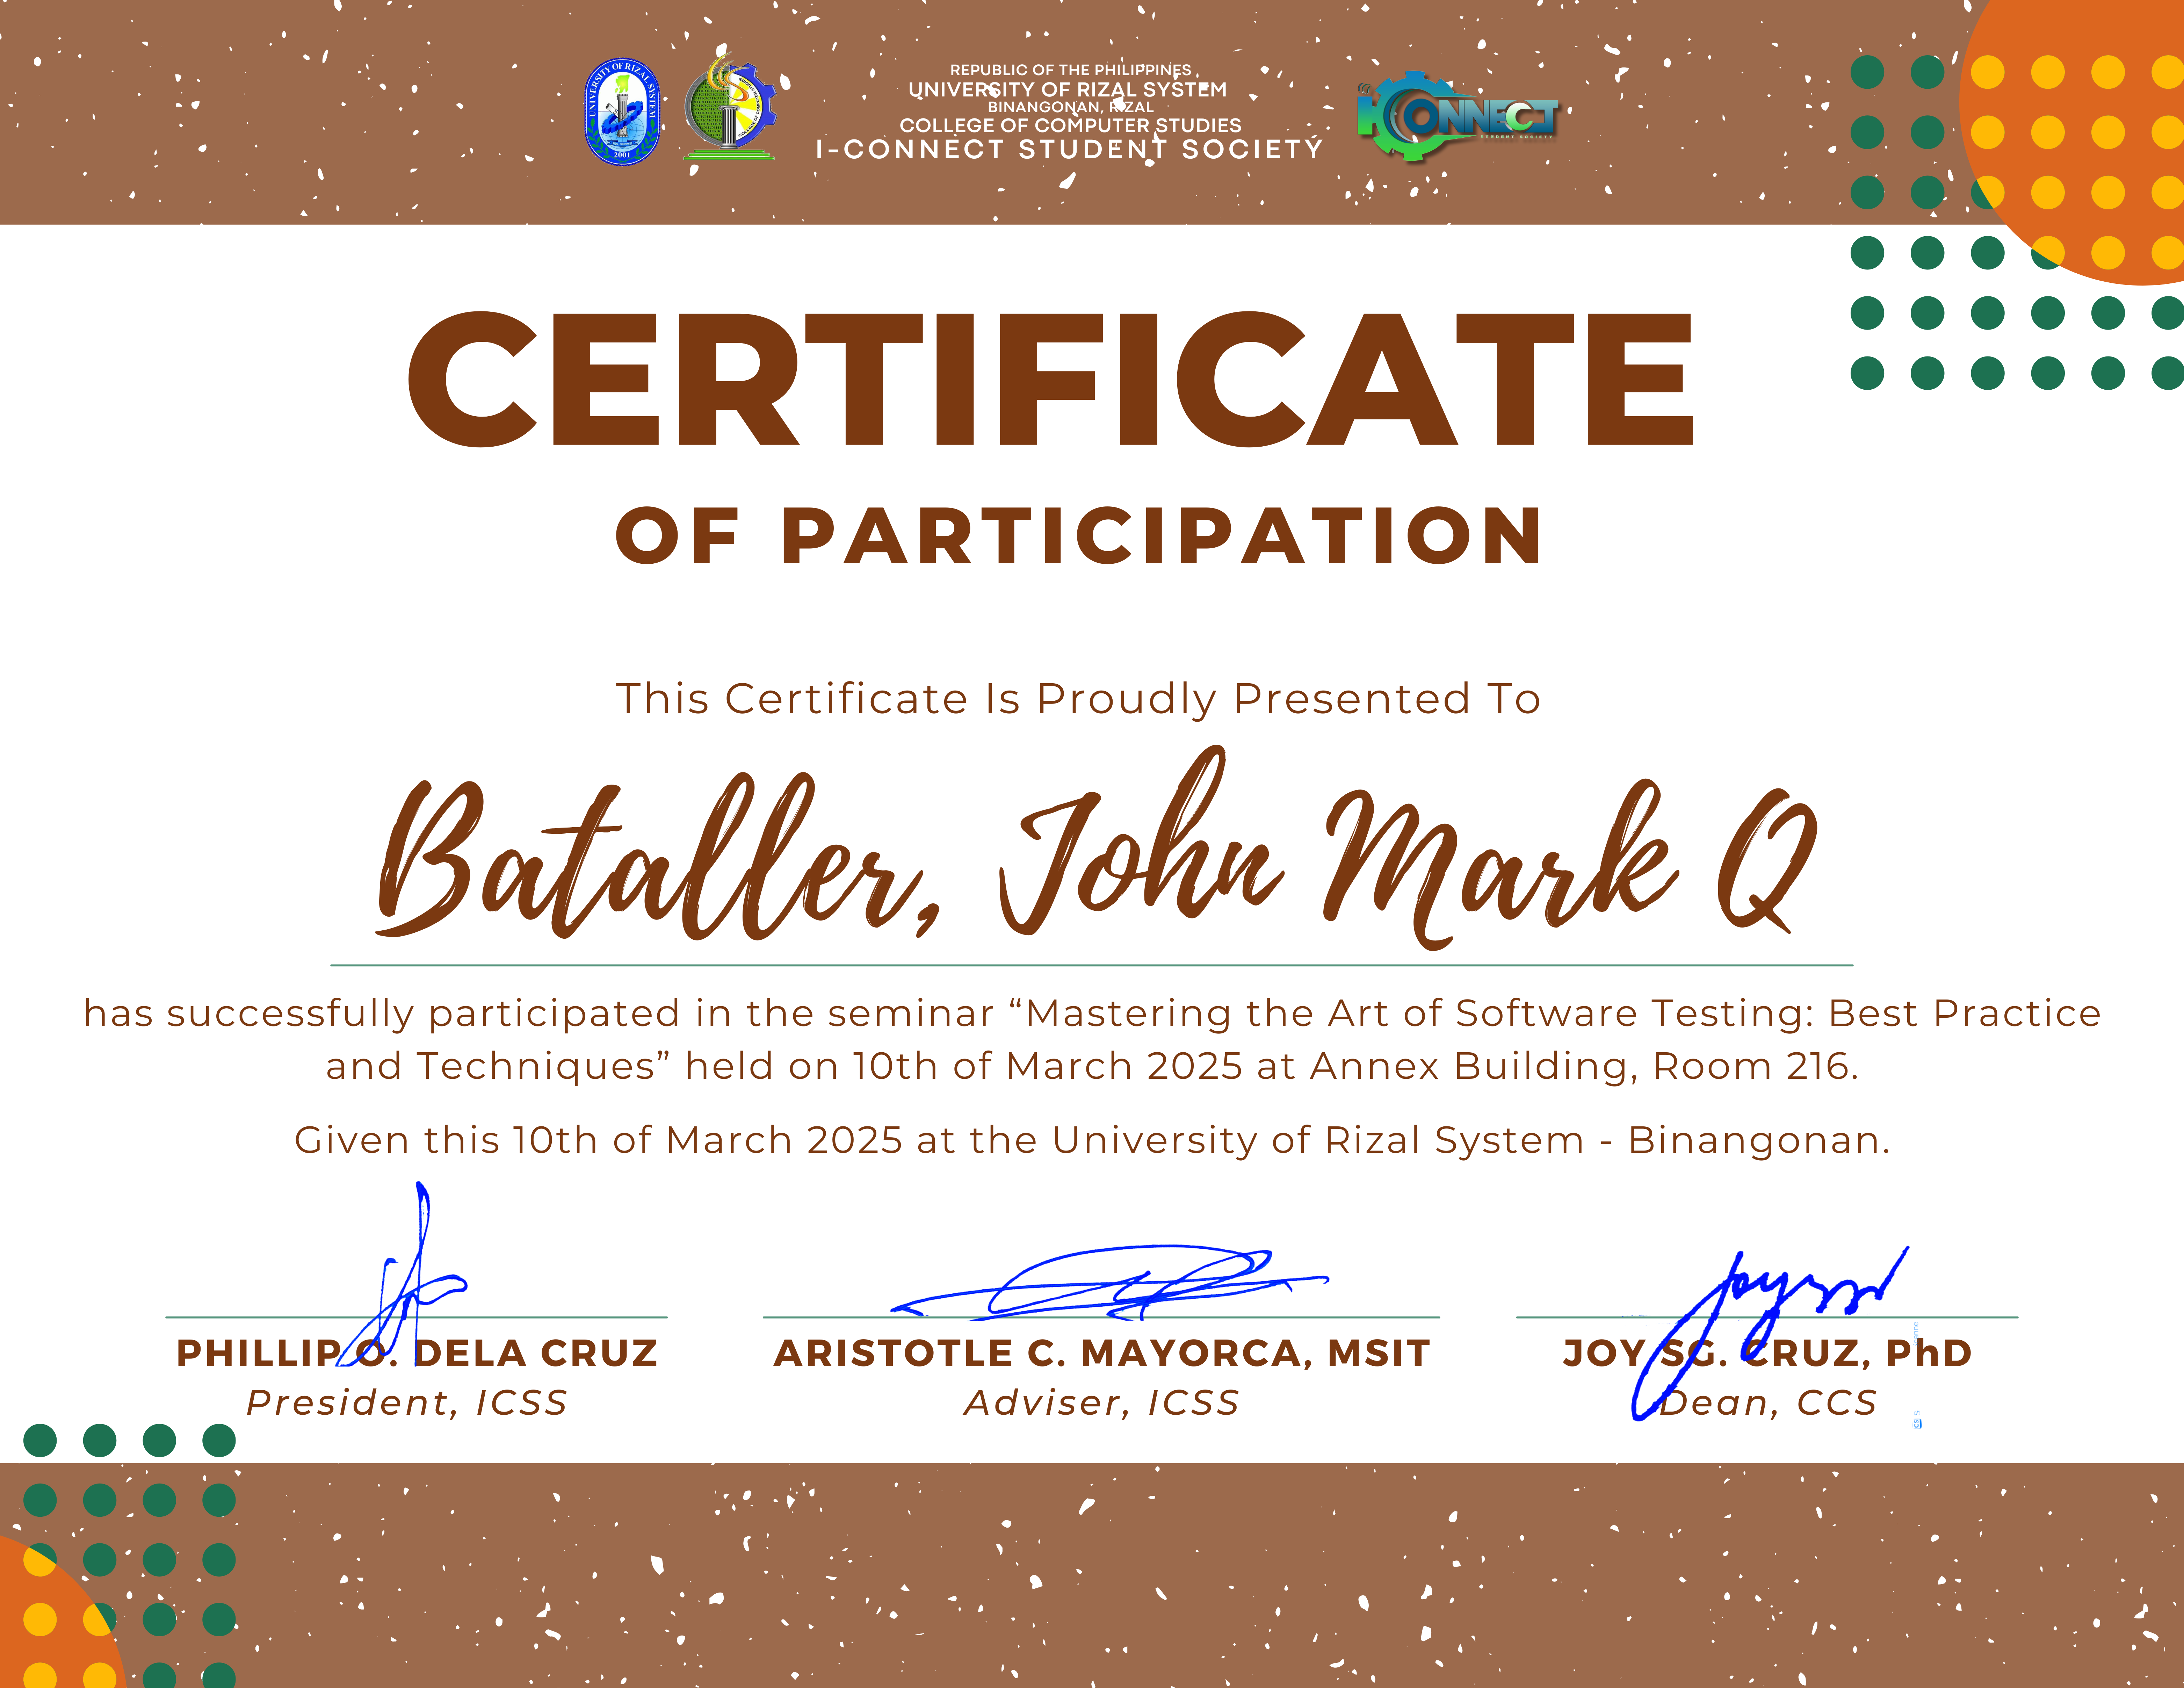 UNIVERSITY OF RIZAL SYSTEM
2001
REPUBLIC OF THE PHILIPPINES
UNIVERSITY OF RIZAL SYSTEM
BINANGONAN, RIZAL
COLLEGE OF COMPUTER STUDIES
I-CONNECT STUDENT SOCIETY
iCONNECT
STUDENT SOCIETY
CERTIFICATE
OF PARTICIPATION
This Certificate Is Proudly Presented To
Bataller, John Mark Q
has successfully participated in the seminar “Mastering the Art of Software Testing: Best Practice
and Techniques” held on 10th of March 2025 at Annex Building, Room 216.
Given this 10th of March 2025 at the University of Rizal System - Binangonan.
PHILLIP O. DELA CRUZ
President, ICSS
ARISTOTLE C. MAYORCA, MSIT
Adviser, ICSS
JOY SG. CRUZ, PhD
Dean, CCS